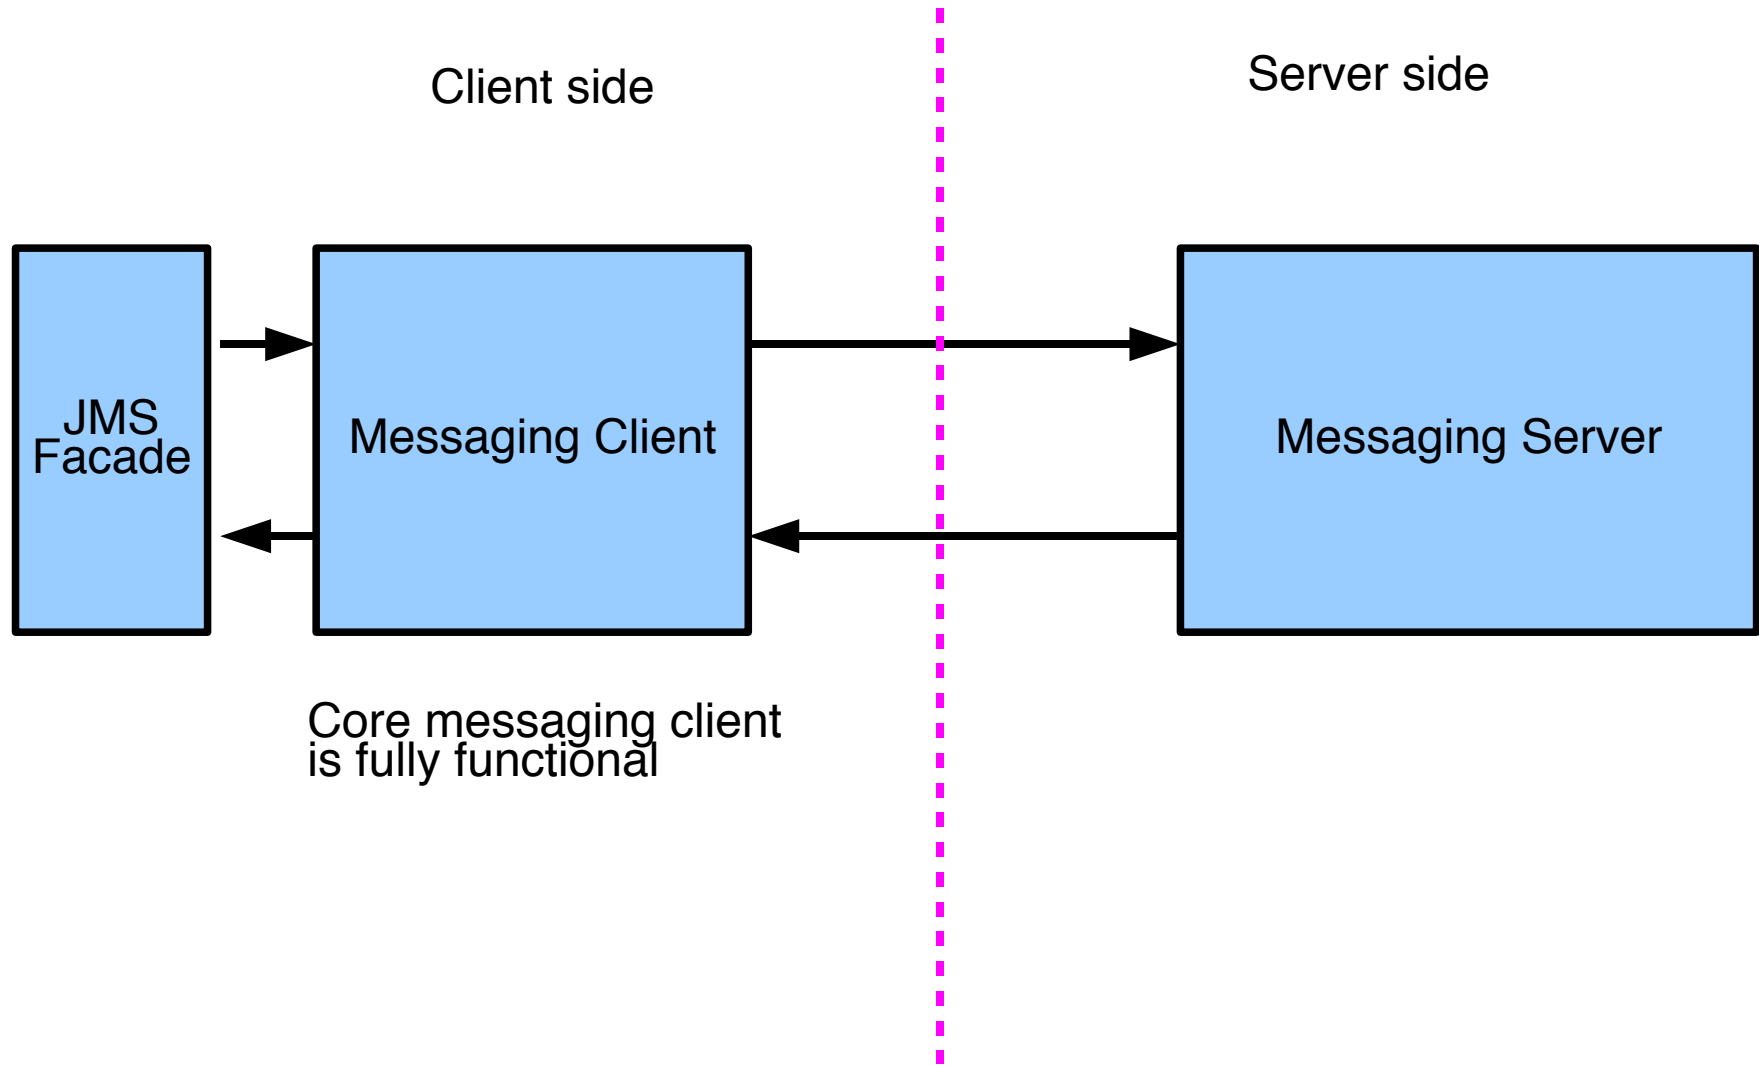 Client side
Server side
JMS
Facade
Messaging Client
Messaging Server
Core messaging client
is fully functional